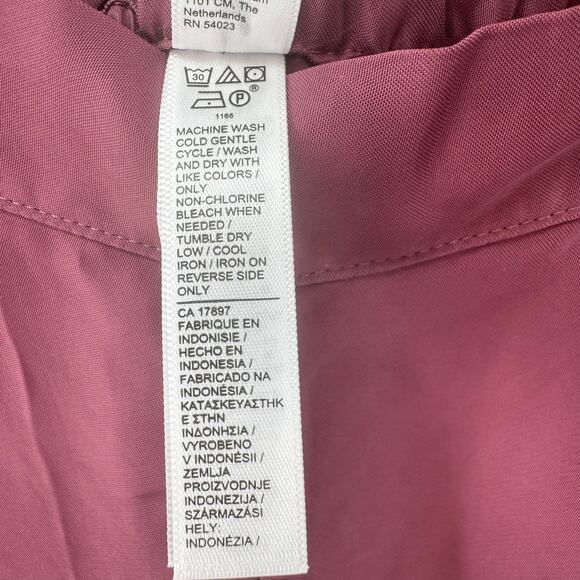 1101 CM, The
Netherlands
RN 54023
30
P
®
1166
MACHINE WASH
COLD GENTLE
CYCLE / WASH
AND DRY WITH
LIKE COLORS /
ONLY
NON-CHLORINE
BLEACH WHEN
NEEDED /
TUMBLE DRY
LOW / COOL
IRON / IRON ON
REVERSE SIDE
ONLY
CA 17897
FABRIQUE EN
INDONISIE /
HECHO EN
INDONESIA /
FABRICADO NA
INDONÉSIA /
ΚΑΤΑΣΚΕΥΑΣΤΗΚ
Ε ΣΤΗΝ
ΙΝΔΟΝΗΣΙΑ /
VYROBENO
V INDONÉSII /
ZEMLJA
PROIZVODNJE
INDONEZIJA /
SZÁRMAZÁSI
HELY:
INDONÉZIA /